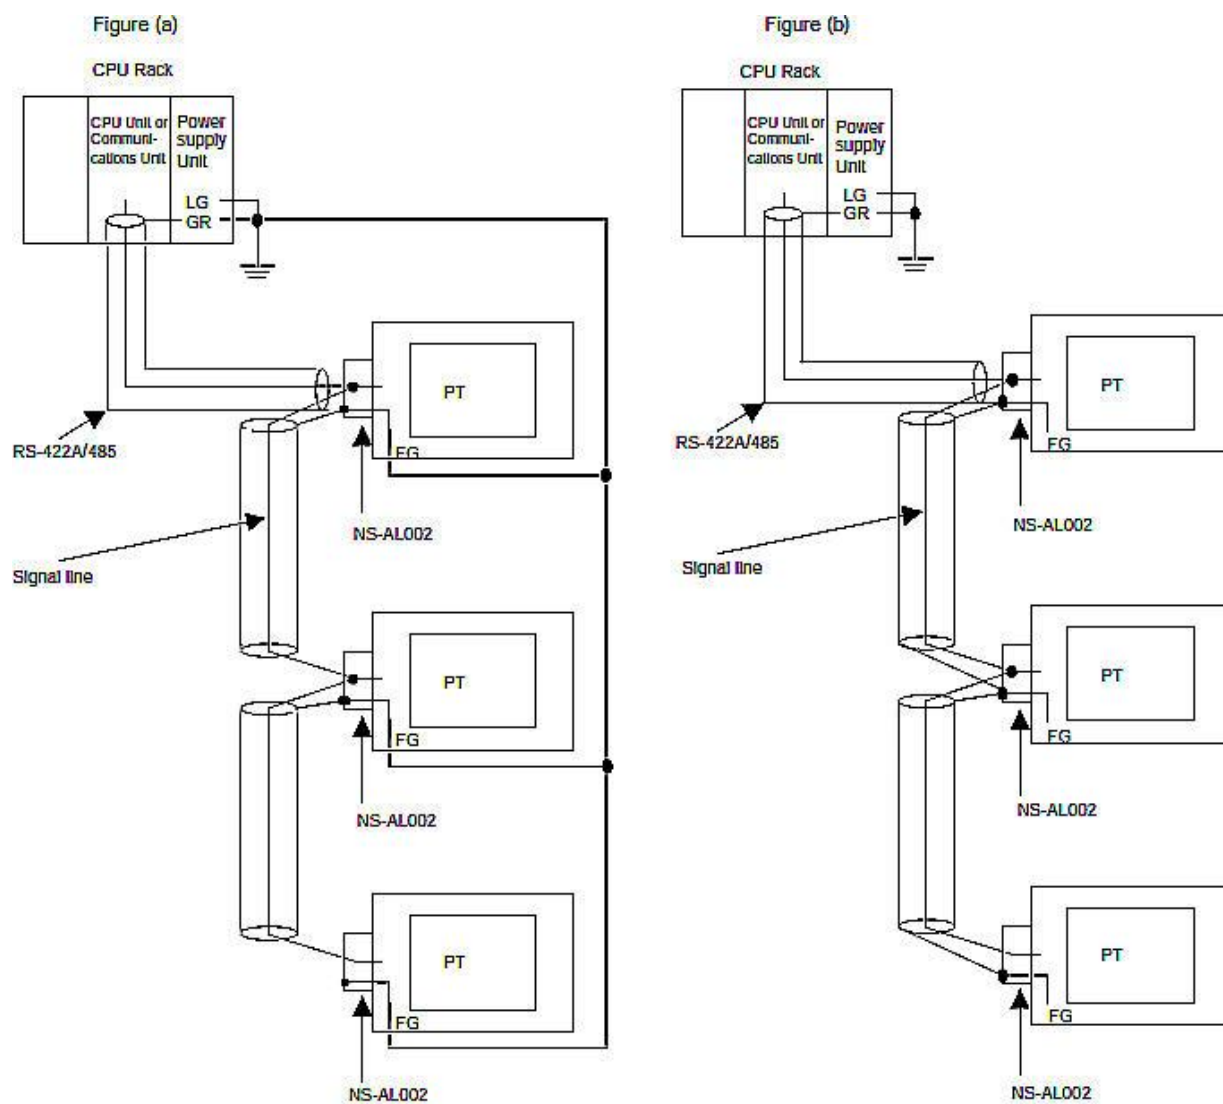 Figure (a)
CPU Rack
CPU Unit or
Communi-
cations Unit
Power
supply
Unit
LG
GR
PT
RS-422A/485
FG
NS-AL002
Signal line
PT
FG
NS-AL002
PT
FG
NS-AL002
Figure (b)
CPU Rack
CPU Unit or
Communi-
cations Unit
Power
supply
Unit
LG
GR
PT
RS-422A/485
FG
NS-AL002
Signal line
PT
FG
NS-AL002
PT
FG
NS-AL002